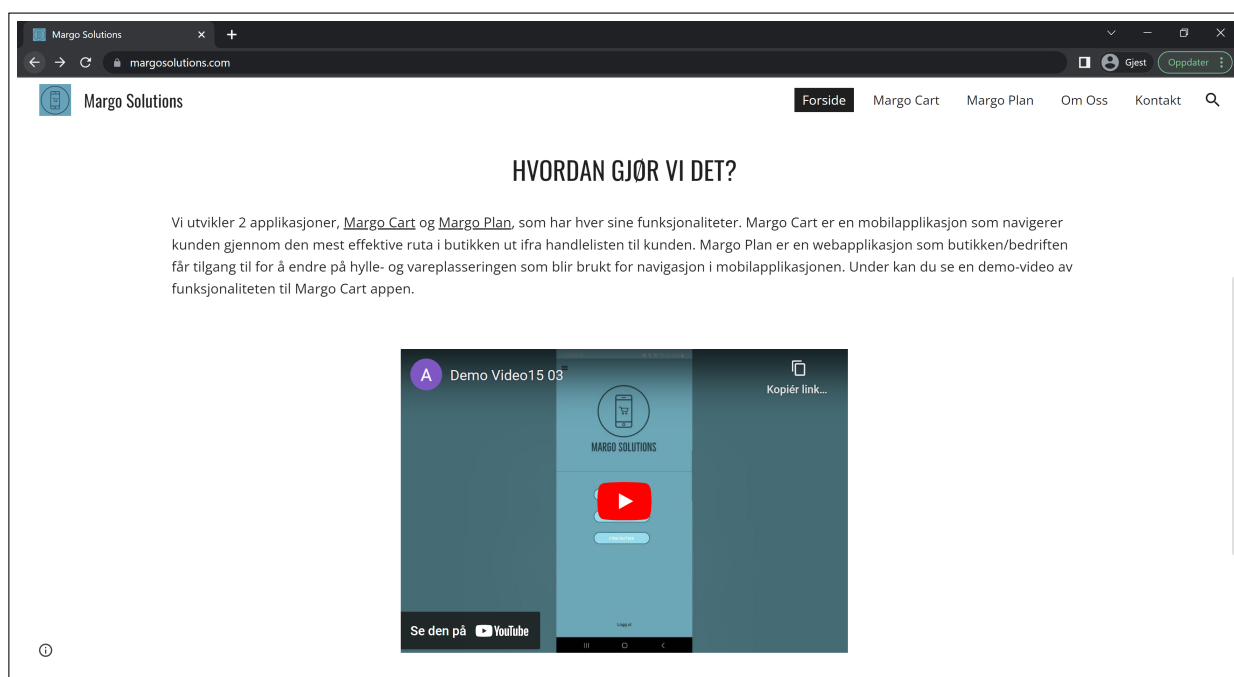 Margo Solutions
margosolutions.com
Gjest
Oppdater
Margo Solutions
Forside
Margo Cart
Margo Plan
Om Oss
Kontakt
HVORDAN GJØR VI DET?
Vi utvikler 2 applikasjoner, Margo Cart og Margo Plan, som har hver sine funksjonaliteter. Margo Cart er en mobilapplikasjon som navigerer
kunden gjennom den mest effektive ruta i butikken ut ifra handlelisten til kunden. Margo Plan er en webapplikasjon som butikken/bedriften
får tilgang til for å endre på hylle- og vareplasseringen som blir brukt for navigasjon i mobilapplikasjonen. Under kan du se en demo-video av
funksjonaliteten til Margo Cart appen.
A
Demo Video15 03
Kopiér link...
MARGO SOLUTIONS
Logg ut
Se den på YouTube